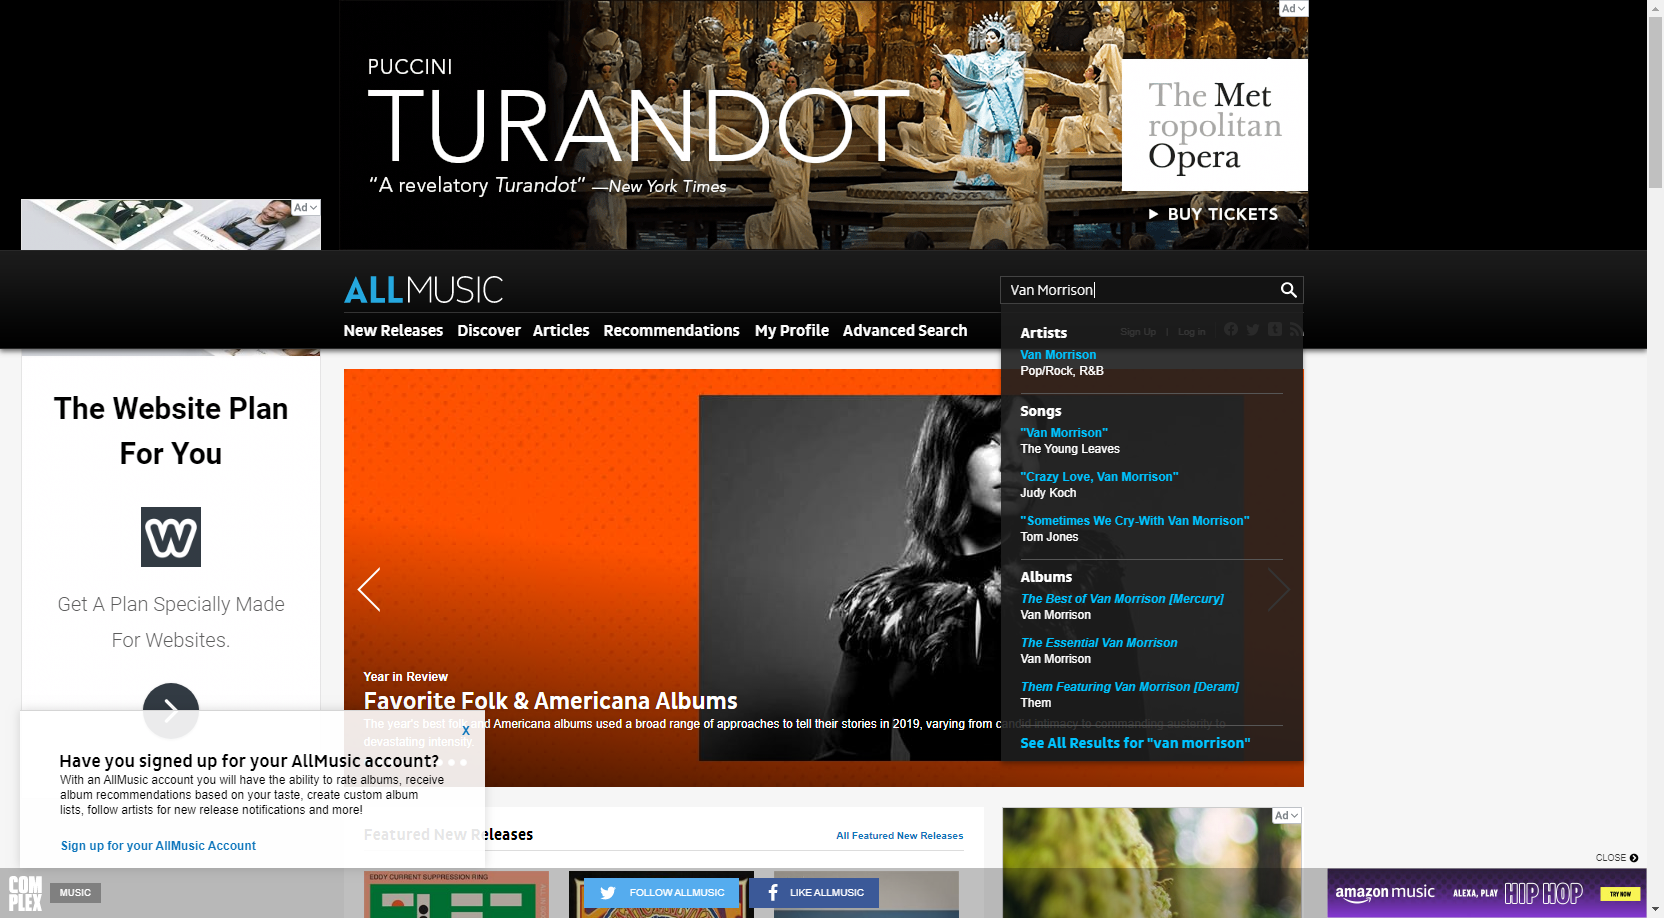 Ad
PUCCINI
TURANDOT
“A revelatory Turandot” —New York Times
The Met
ropolitan
Opera
BUY TICKETS
Ad
ALLMUSIC
Van Morrison
New Releases
Discover
Articles
Recommendations
My Profile
Advanced Search
Sign Up | Log in
Artists
Van Morrison
Pop/Rock, R&B
Songs
"Van Morrison"
The Young Leaves
"Crazy Love, Van Morrison"
Judy Koch
"Sometimes We Cry-With Van Morrison"
Tom Jones
Albums
The Best of Van Morrison [Mercury]
Van Morrison
The Essential Van Morrison
Van Morrison
Them Featuring Van Morrison [Deram]
Them
See All Results for "van morrison"
The Website Plan
For You
W
Get A Plan Specially Made
For Websites.
Year in Review
Favorite Folk & Americana Albums
The year's best folk and Americana albums used a broad range of approaches to tell their stories in 2019, varying from candid intimacy to
devastating intensity.
X
Have you signed up for your AllMusic account?
With an AllMusic account you will have the ability to rate albums, receive
album recommendations based on your taste, create custom album
lists, follow artists for new release notifications and more!
Sign up for your AllMusic Account
Featured New Releases
All Featured New Releases
Ad
EDDY CURRENT SUPPRESSION RING
COMPLEX
MUSIC
FOLLOW ALLMUSIC
LIKE ALLMUSIC
CLOSE
amazon music
ALEXA, PLAY
HIP HOP
TRY NOW